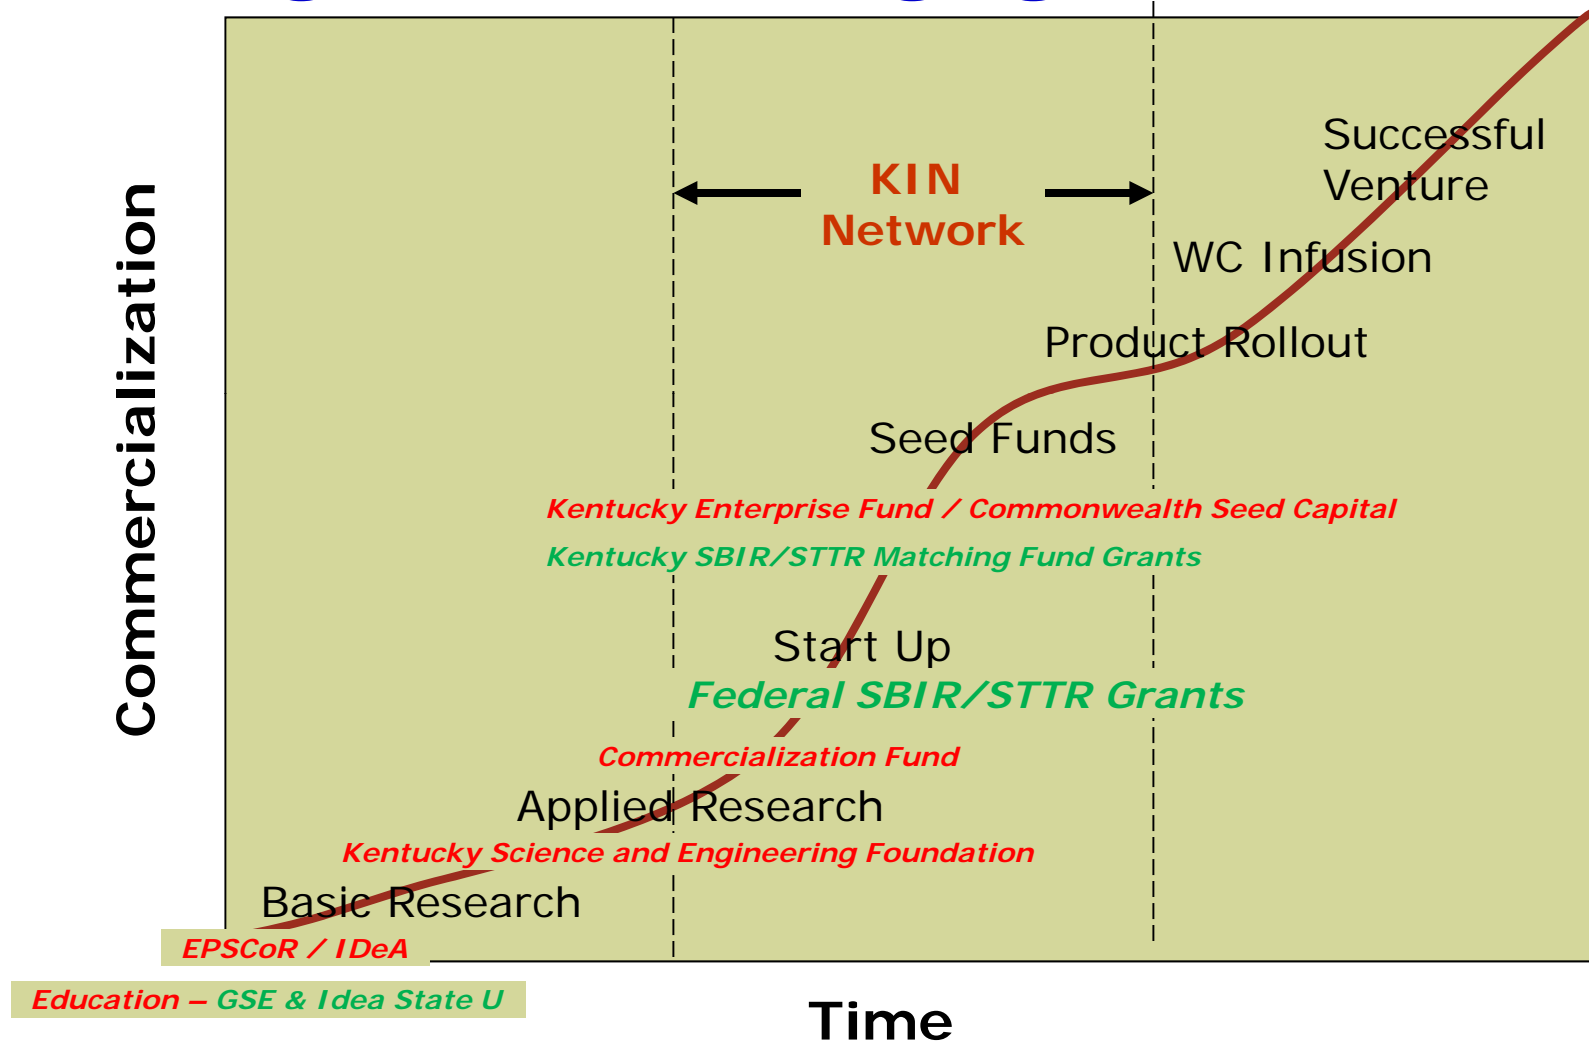 Commercialization
KIN
Network
Successful
Venture
WC Infusion
Product Rollout
Seed Funds
Kentucky Enterprise Fund / Commonwealth Seed Capital
Kentucky SBIR/STTR Matching Fund Grants
Start Up
Federal SBIR/STTR Grants
Commercialization Fund
Applied Research
Kentucky Science and Engineering Foundation
Basic Research
EPSCoR / IDeA
Education – GSE & Idea State U
Time